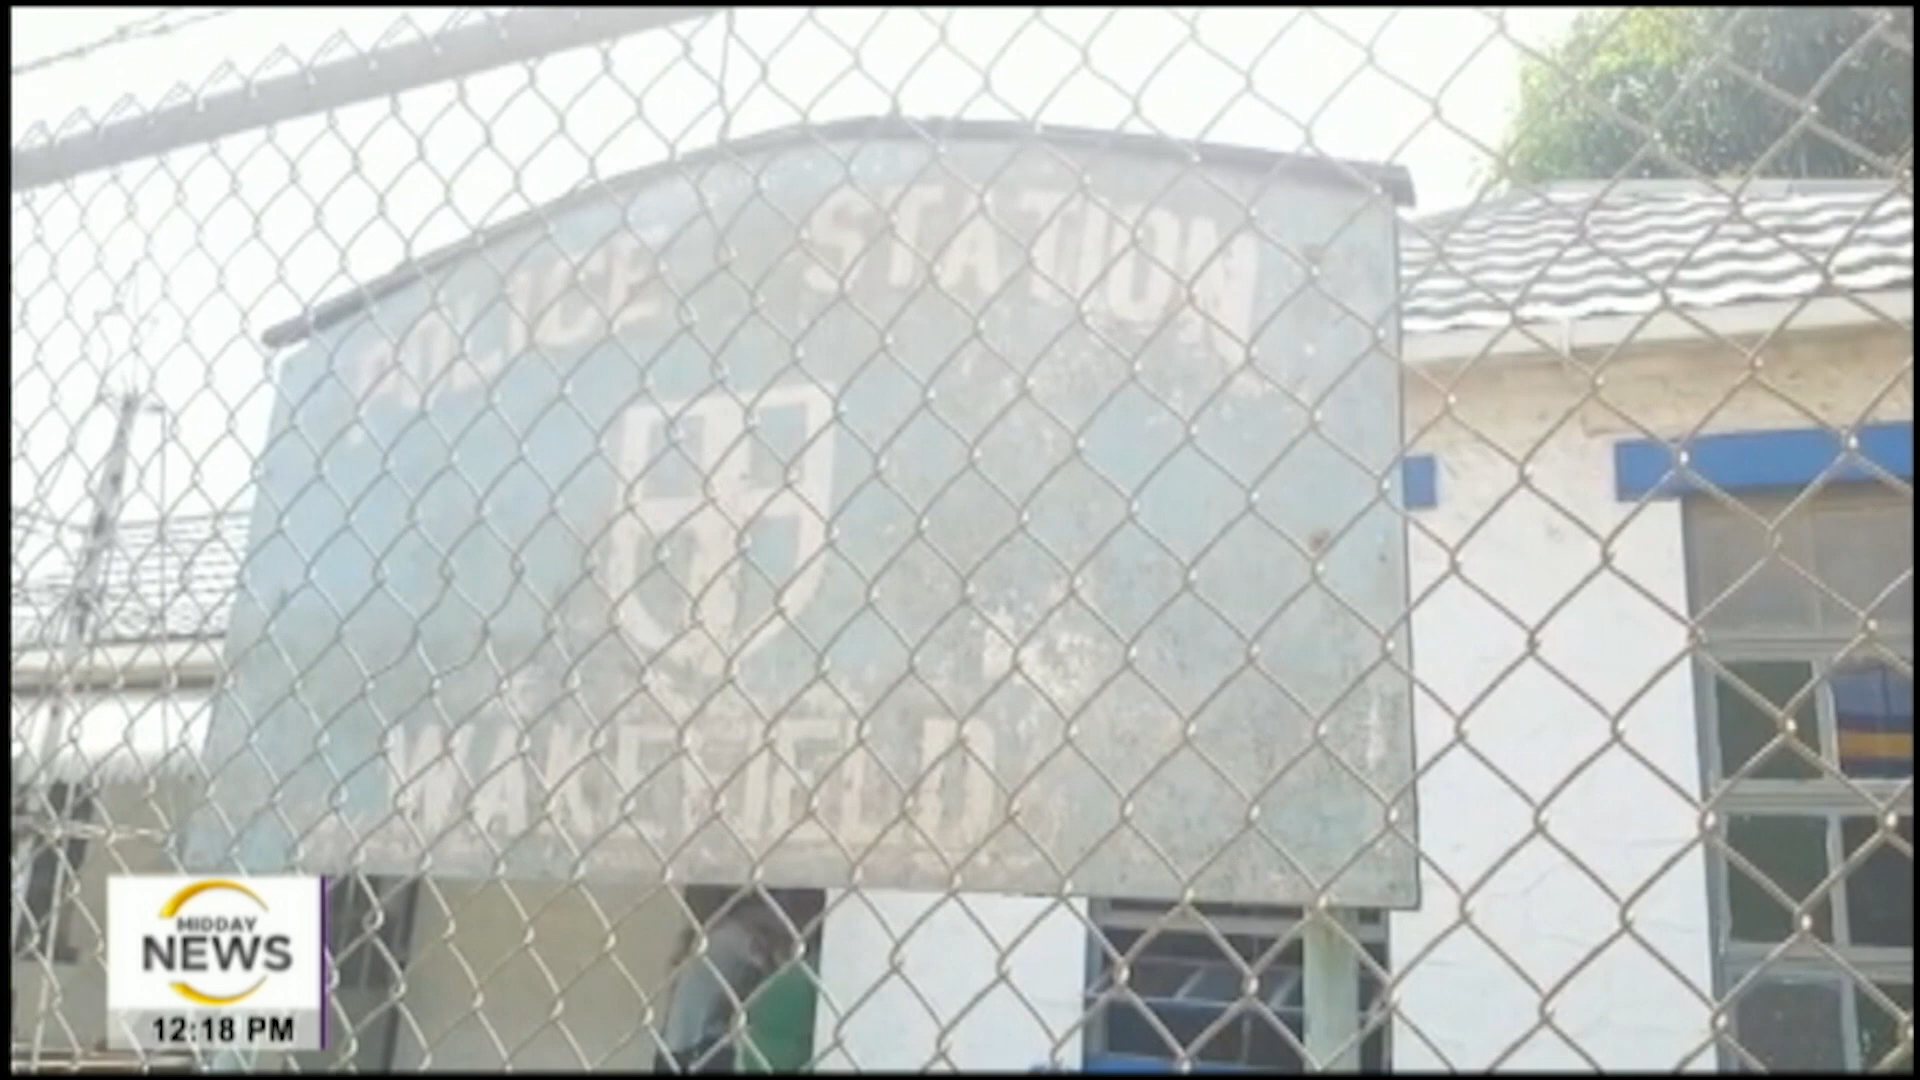 POLICE STATION
WAKEFIELD
MIDDAY
NEWS
12:18 PM